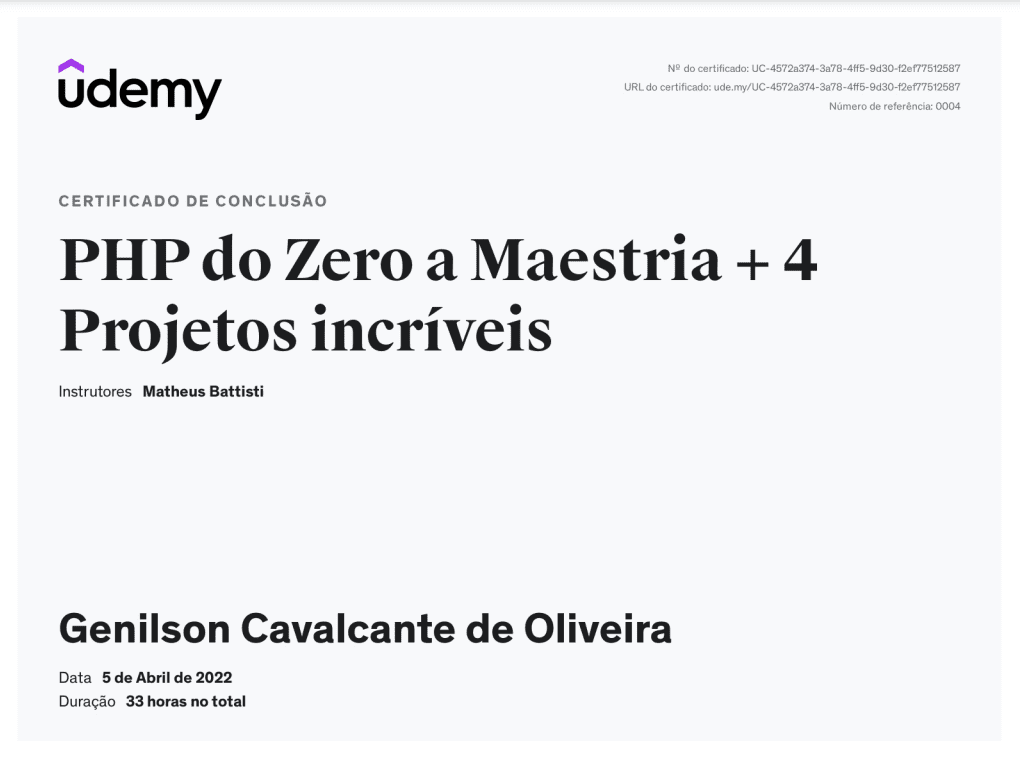 udemy
Nº do certificado: UC-4572a374-3a78-4ff5-9d30-f2ef77512587
URL do certificado: ude.my/UC-4572a374-3a78-4ff5-9d30-f2ef77512587
Número de referência: 0004
CERTIFICADO DE CONCLUSÃO
PHP do Zero a Maestria + 4
Projetos incríveis
Instrutores Matheus Battisti
Genilson Cavalcante de Oliveira
Data 5 de Abril de 2022
Duração 33 horas no total